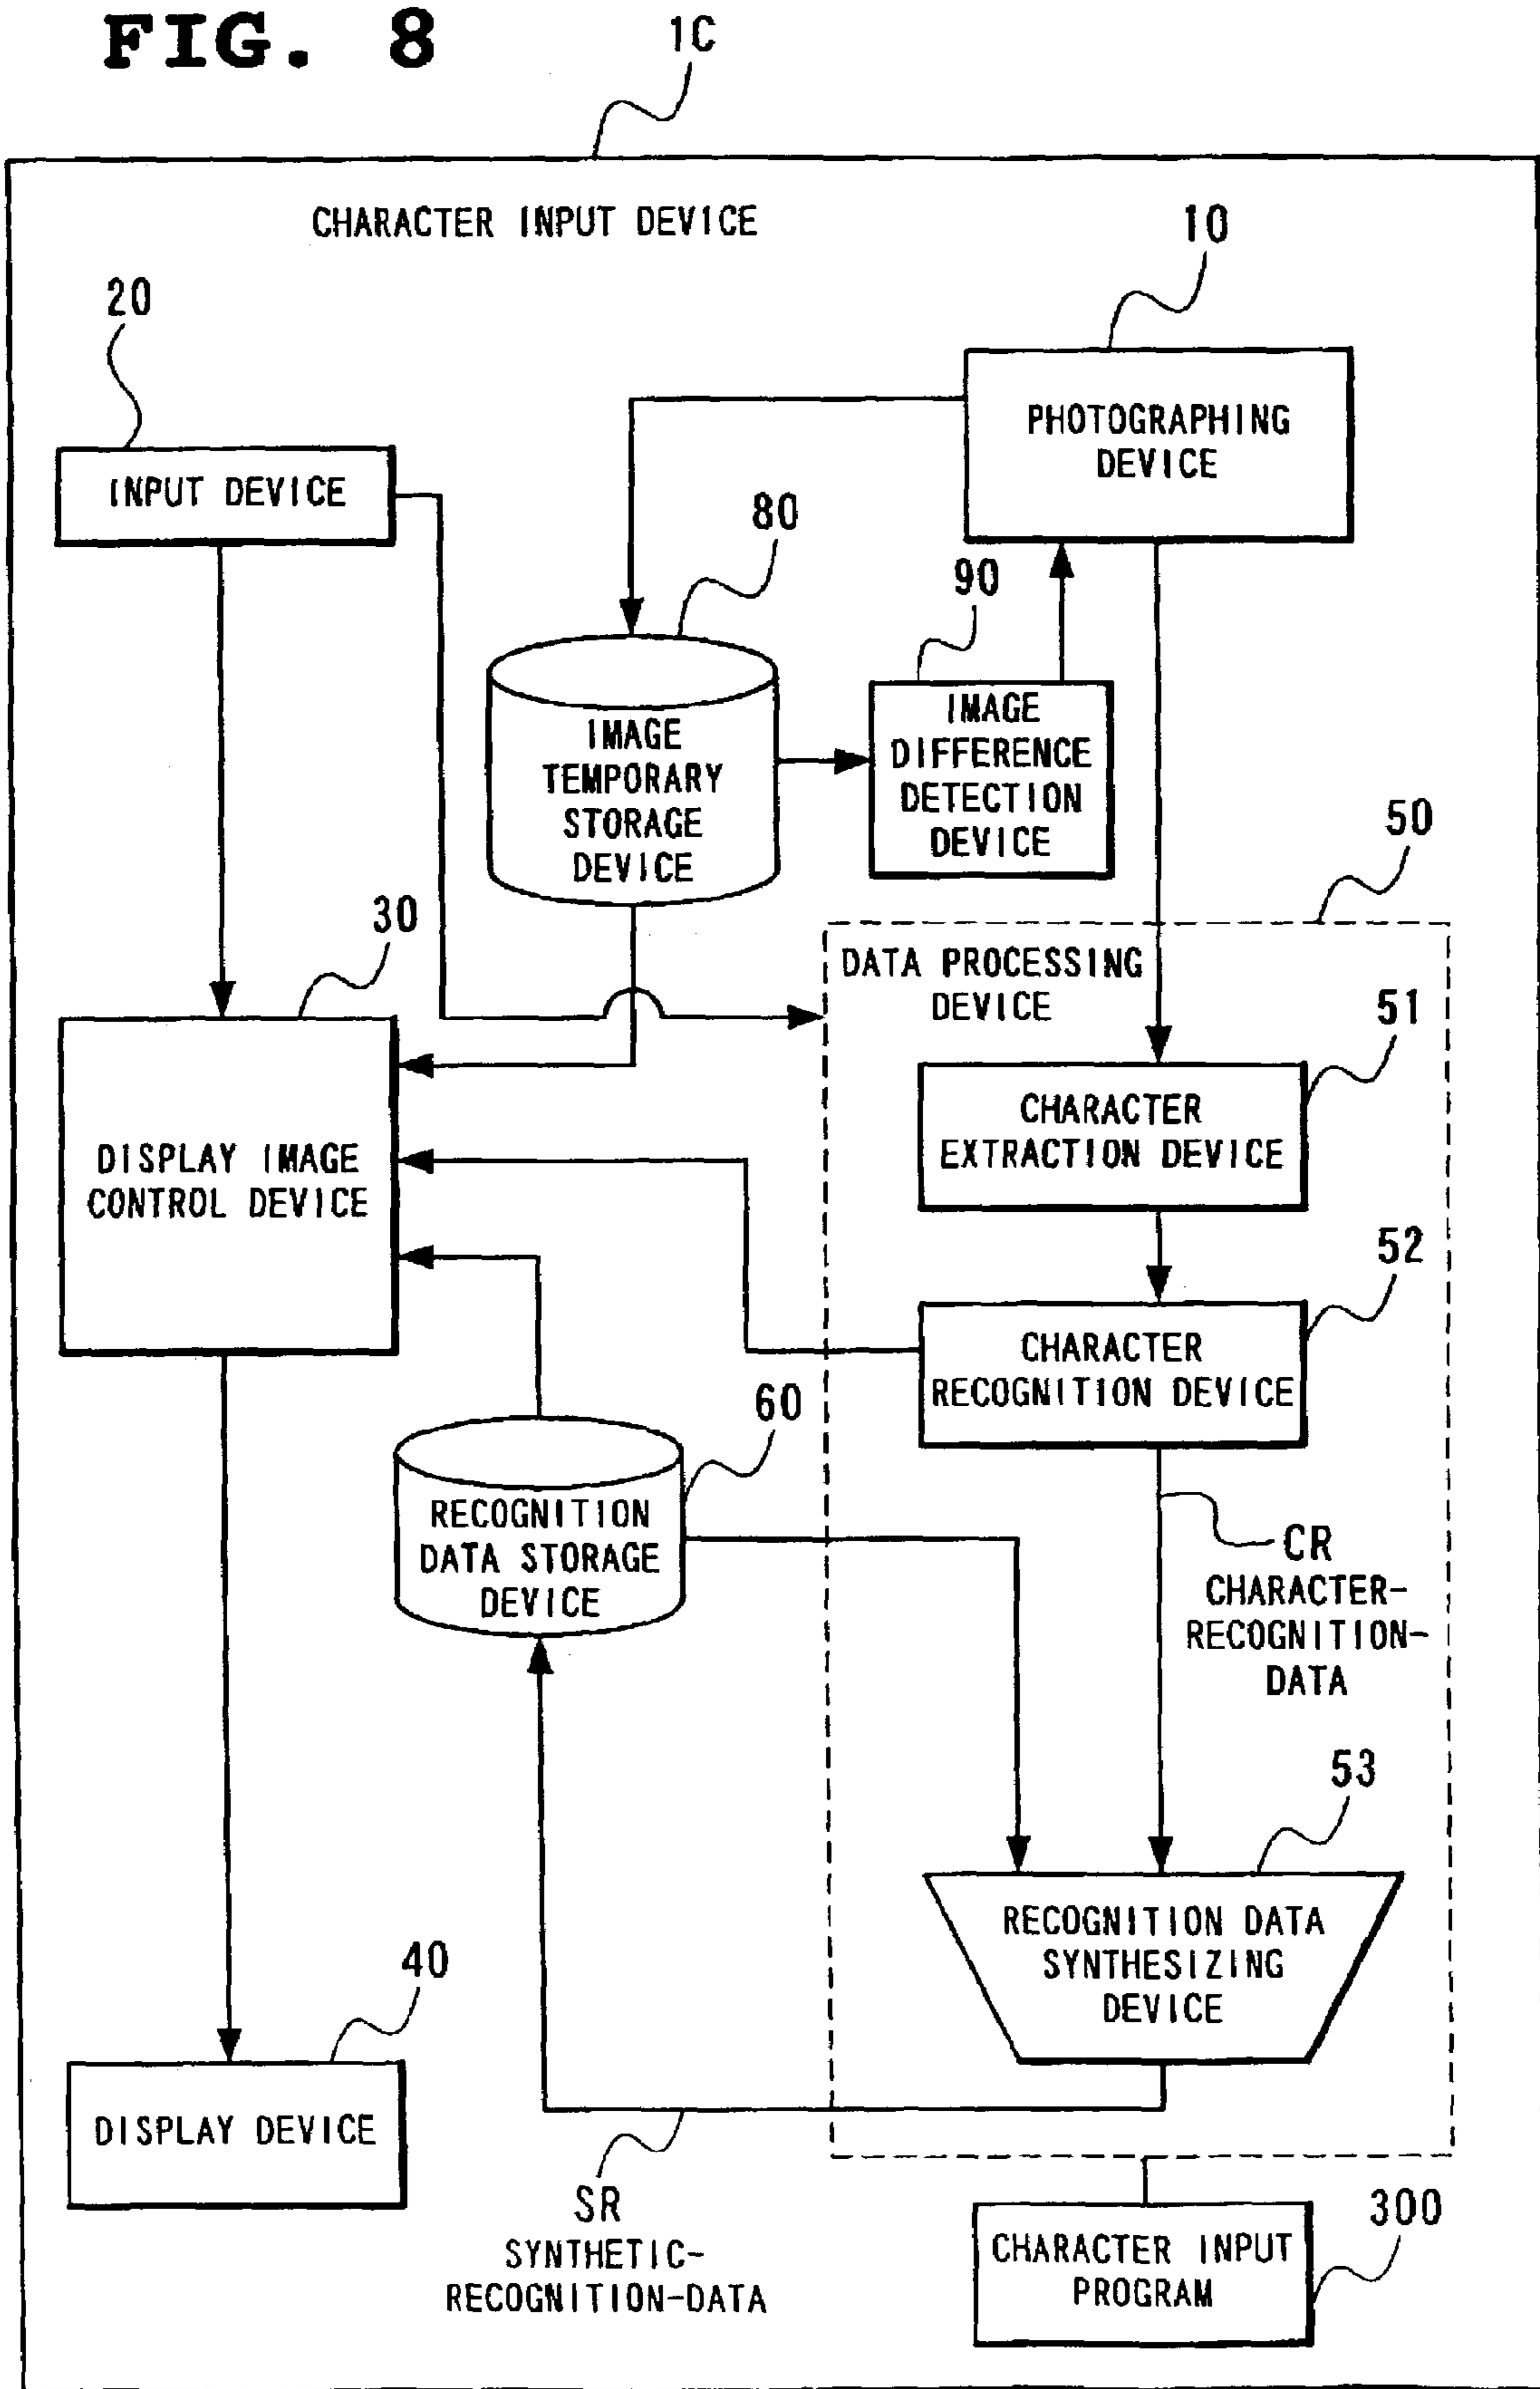 FIG. 8
1C
CHARACTER INPUT DEVICE
10
20
PHOTOGRAPHING
DEVICE
INPUT DEVICE
80
90
IMAGE
TEMPORARY
STORAGE
DEVICE
IMAGE
DIFFERENCE
DETECTION
DEVICE
50
30
DATA PROCESSING
DEVICE
51
CHARACTER
EXTRACTION DEVICE
DISPLAY IMAGE
CONTROL DEVICE
52
CHARACTER
RECOGNITION DEVICE
60
RECOGNITION
DATA STORAGE
DEVICE
CR
CHARACTER-
RECOGNITION-
DATA
53
RECOGNITION DATA
SYNTHESIZING
DEVICE
40
DISPLAY DEVICE
SR
SYNTHETIC-
RECOGNITION-DATA
300
CHARACTER INPUT
PROGRAM